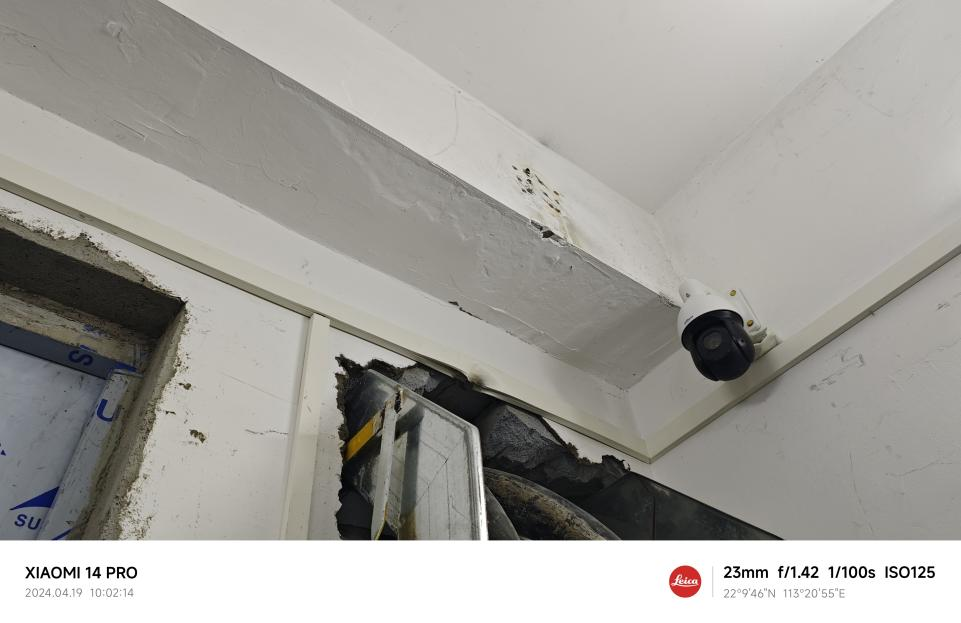 S
U
SU
XIAOMI 14 PRO
2024.04.19 10:02:14
Leica
23mm f/1.42 1/100s ISO125
22°9'46"N 113°20'55"E